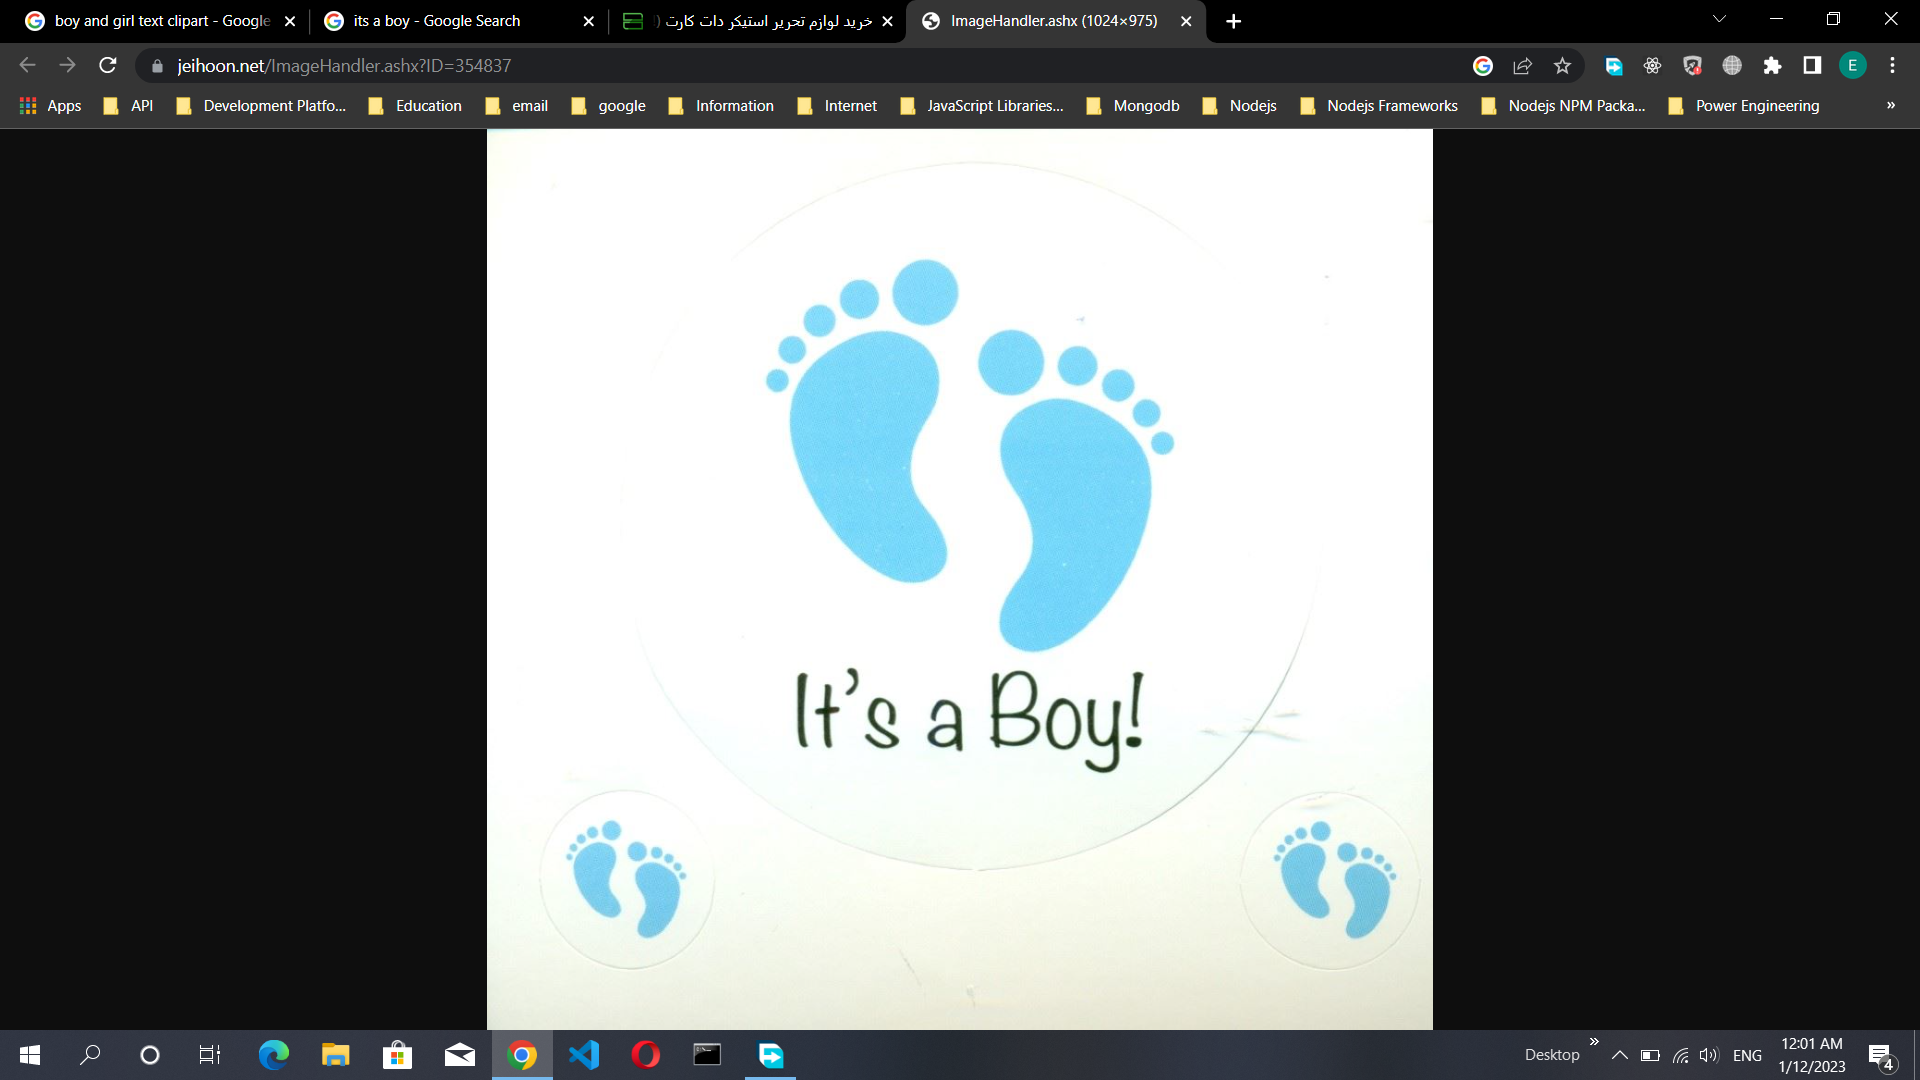 boy and girl text clipart - Google
its a boy - Google Search
خرید لوازم تحریر استیکر دات کارت (
ImageHandler.ashx (1024×975)
jeihoon.net/ImageHandler.ashx?ID=354837
E
Apps
API
Development Platfo...
Education
email
google
Information
Internet
JavaScript Libraries...
Mongodb
Nodejs
Nodejs Frameworks
Nodejs NPM Packa...
Power Engineering
»
It's a Boy!
Desktop
»
ENG
12:01 AM
1/12/2023
4